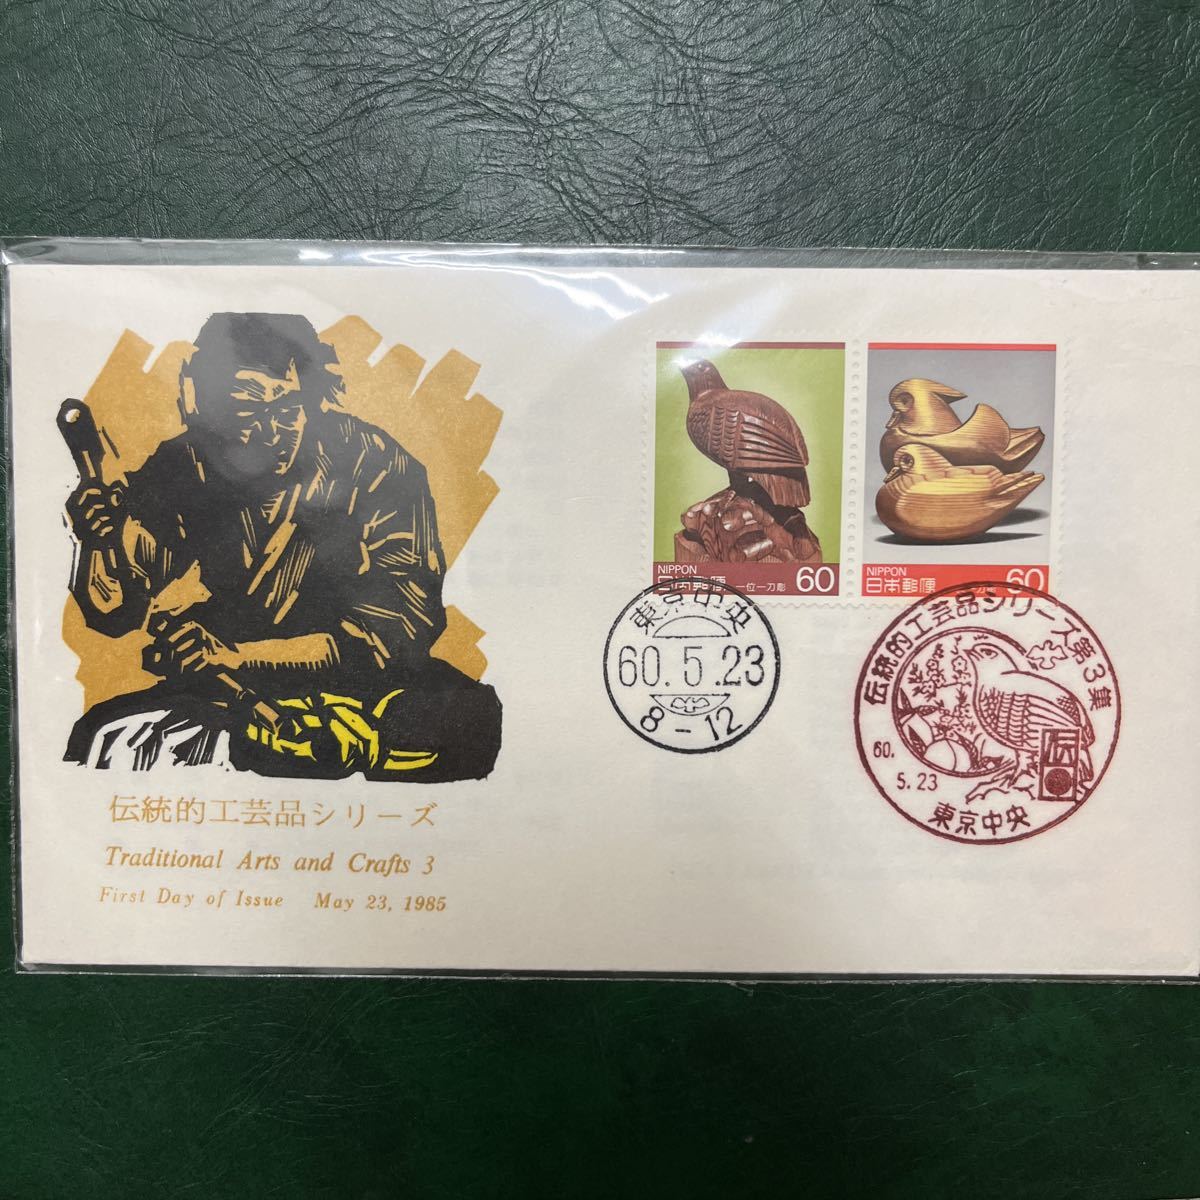 NIPPON
日本郵便 一位一刀彫 60
NIPPON
日本郵便 60
東京中央
60.5.23
8-12
伝統的工芸品シリーズ第3集
60.
5.23
東京中央
伝統的工芸品シリーズ
Traditional Arts and Crafts 3
First Day of Issue May 23, 1985